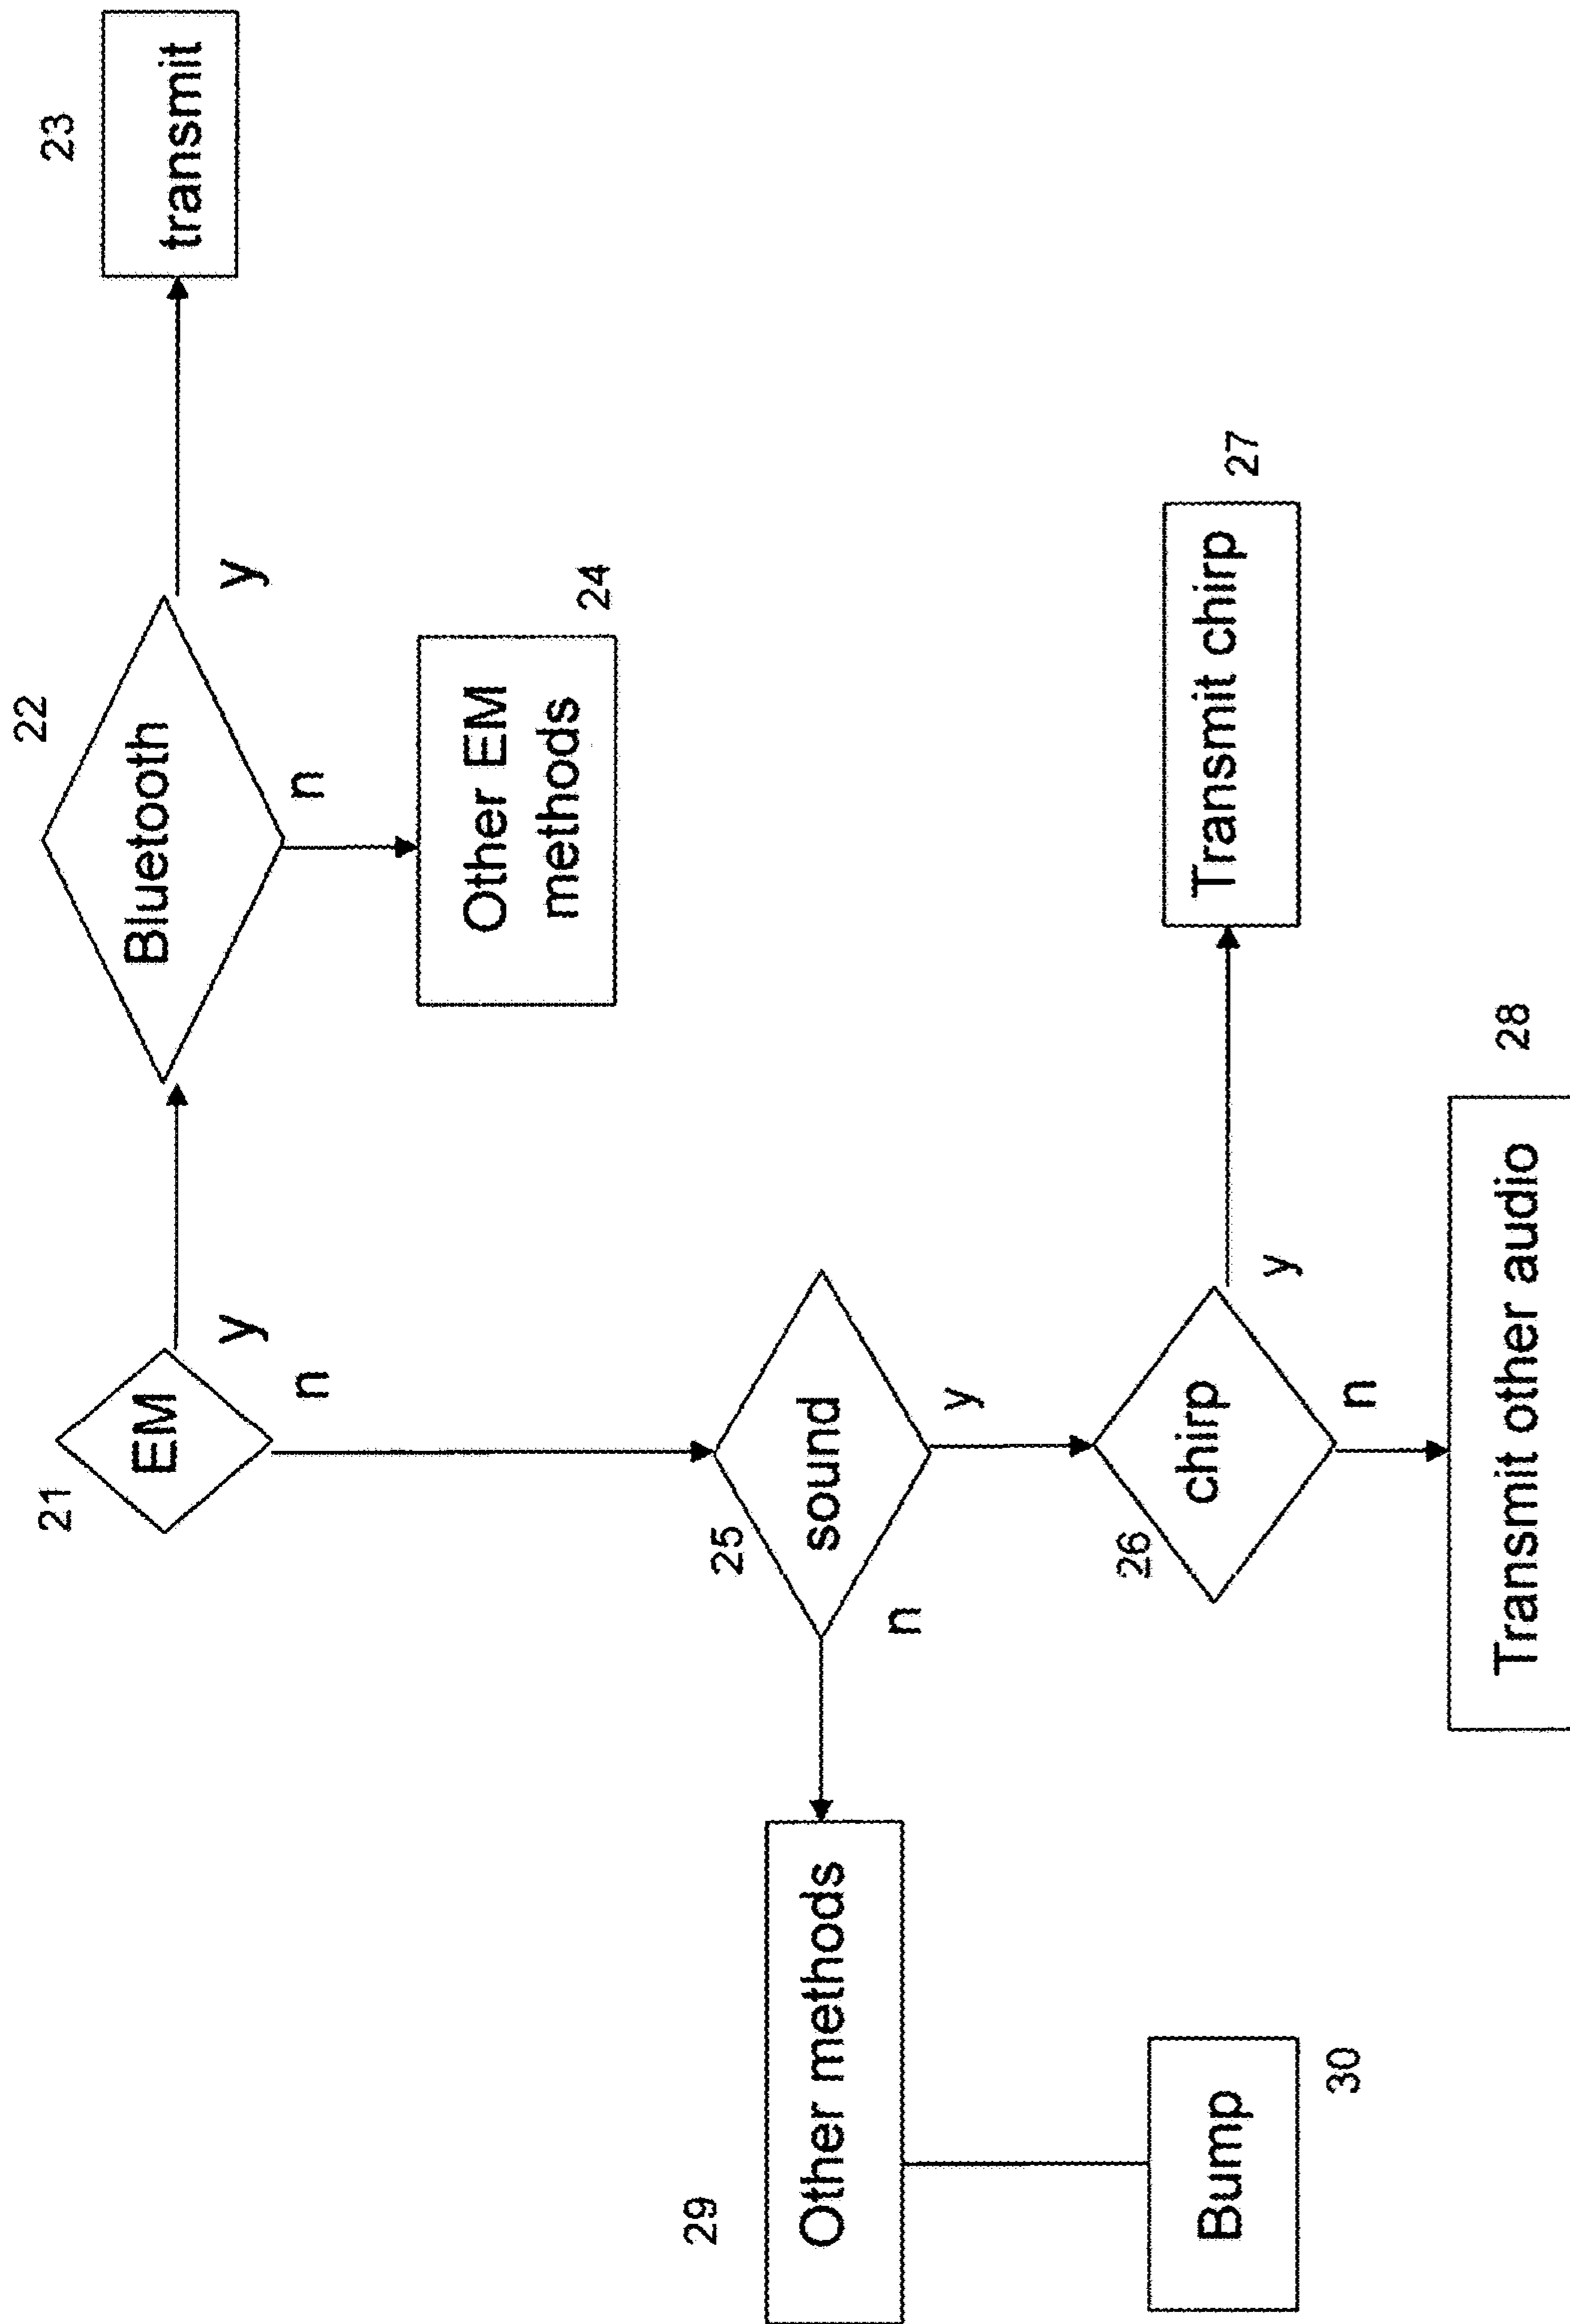 21
EM
y
n
22
Bluetooth
y
n
23
transmit
24
Other EM
methods
25
sound
n
y
29
Other methods
30
Bump
26
chirp
y
n
27
Transmit chirp
28
Transmit other audio